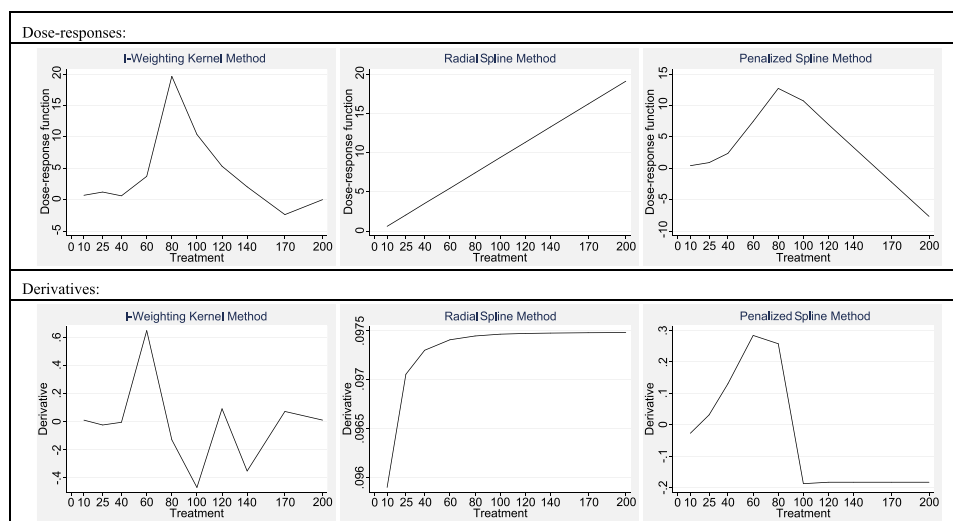 Dose-responses:
I-Weighting Kernel Method
Dose-response function
-5 0 5 10 15 20
0 10 25 40 60 80 100 120 140 170 200
Treatment
Radial Spline Method
Dose-response function
0 5 10 15 20
0 10 25 40 60 80 100 120 140 170 200
Treatment
Penalized Spline Method
Dose-response function
-10 -5 0 5 10 15
0 10 25 40 60 80 100 120 140 170 200
Treatment
Derivatives:
I-Weighting Kernel Method
Derivative
-.4 -.2 0 .2 .4 .6
0 10 25 40 60 80 100 120 140 170 200
Treatment
Radial Spline Method
Derivative
.096 .0965 .097 .0975
0 10 25 40 60 80 100 120 140 170 200
Treatment
Penalized Spline Method
Derivative
-.2 -.1 0 .1 .2 .3
0 10 25 40 60 80 100 120 140 170 200
Treatment